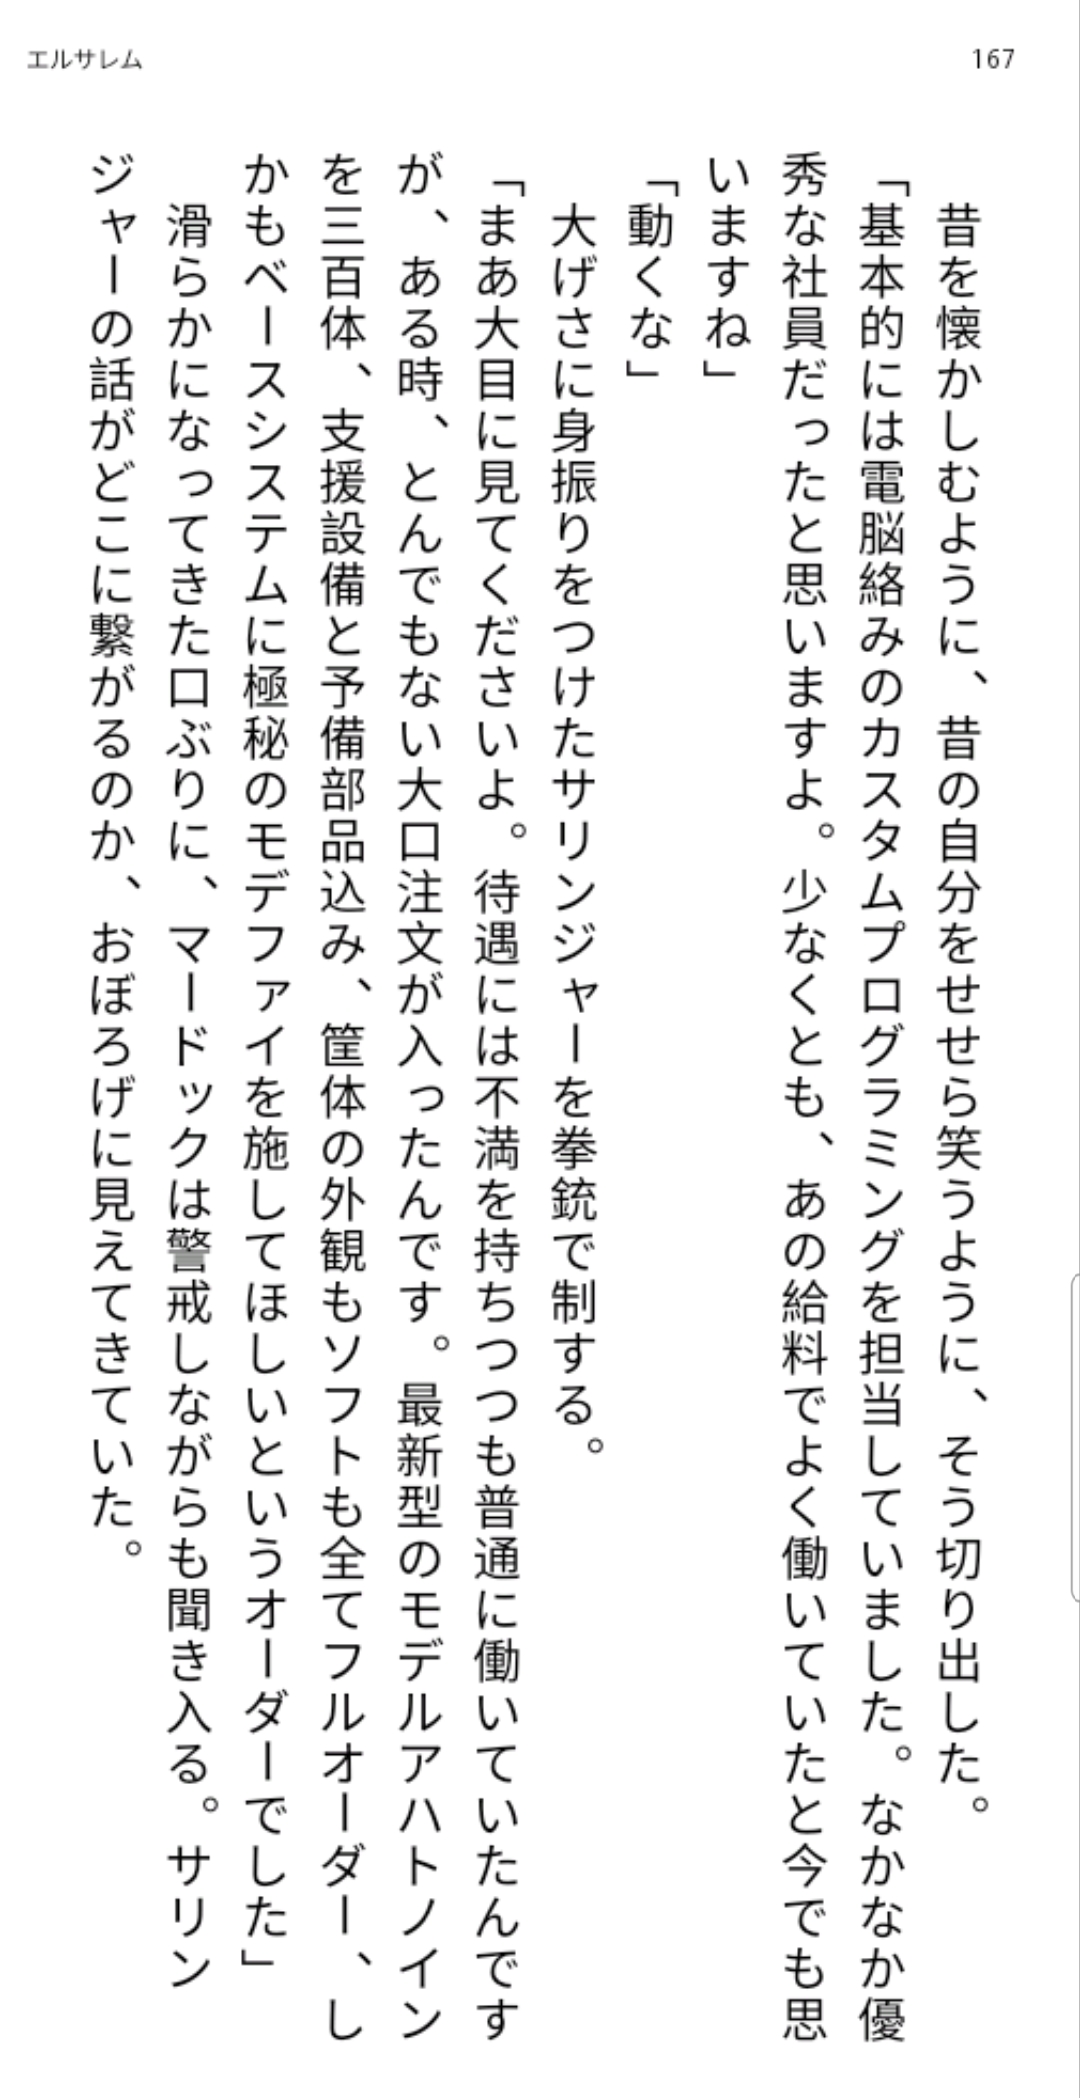 エルサレム
167
　昔を懐かしむように、昔の自分をせせら笑うように、そう切り出した。
「基本的には電脳絡みのカスタムプログラミングを担当していました。なかなか優
秀な社員だったと思いますよ。少なくとも、あの給料でよく働いていたと今でも思
いますね」
「動くな」
　大げさに身振りをつけたサリンジャーを拳銃で制する。
「まあ大目に見てくださいよ。待遇には不満を持ちつつも普通に働いていたんです
が、ある時、とんでもない大口注文が入ったんです。最新型のモデルアハトノイン
を三百体、支援設備と予備部品込み、筐体の外観もソフトも全てフルオーダー、し
かもベースシステムに極秘のモデファイを施してほしいというオーダーでした」
　滑らかになってきた口ぶりに、マードックは警戒しながらも聞き入る。サリン
ジャーの話がどこに繋がるのか、おぼろげに見えてきていた。